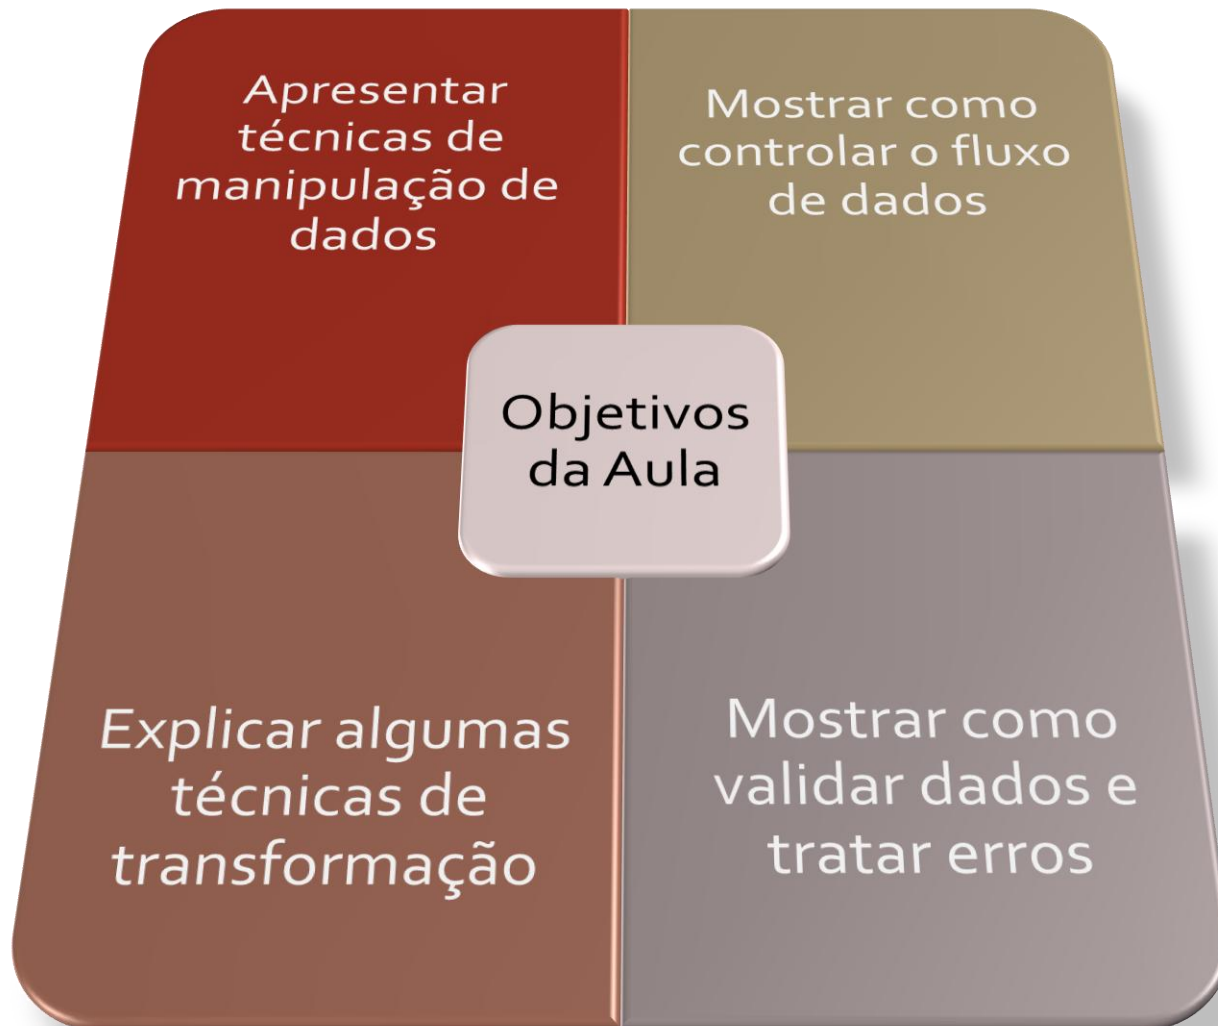 Apresentar
técnicas de
manipulação de
dados
Mostrar como
controlar o fluxo
de dados
Objetivos
da Aula
Explicar algumas
técnicas de
transformação
Mostrar como
validar dados e
tratar erros